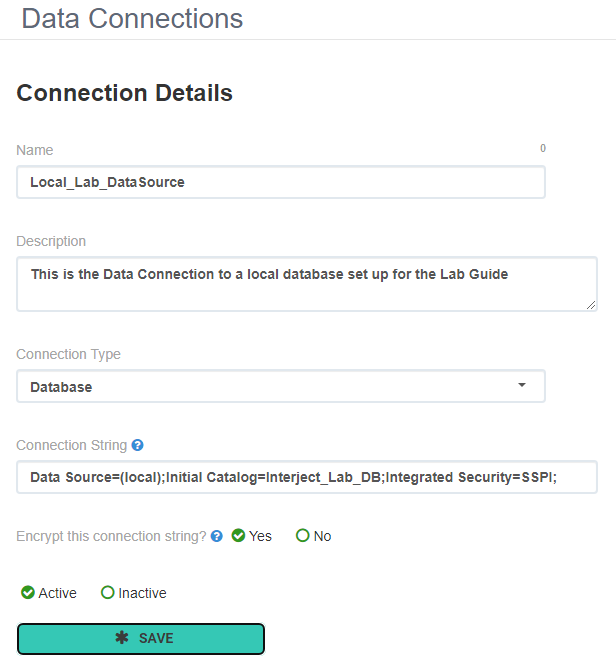 Data Connections
Connection Details
Name 0
Local_Lab_DataSource
Description
This is the Data Connection to a local database set up for the Lab Guide
Connection Type
Database
Connection String ?
Data Source=(local);Initial Catalog=Interject_Lab_DB;Integrated Security=SSPI;
Encrypt this connection string? ? Yes No
Active Inactive
SAVE